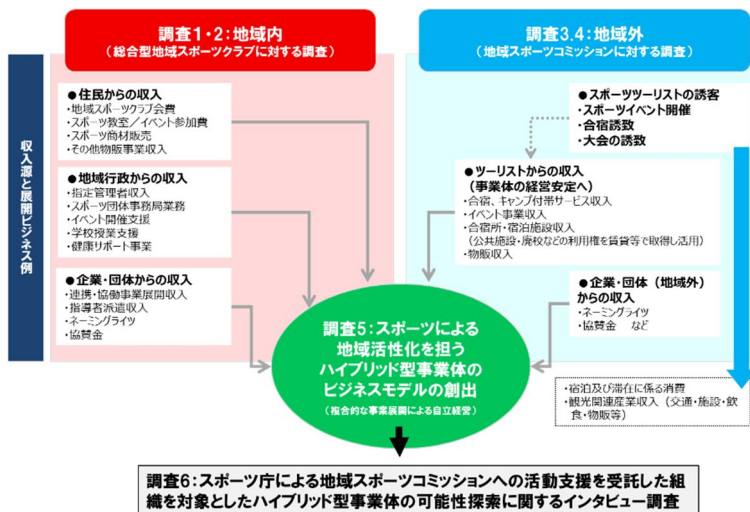 調査1・2：地域内
（総合型地域スポーツクラブに対する調査）
調査3.4：地域外
（地域スポーツコミッションに対する調査）
収入源と展開ビジネス例
●住民からの収入
・地域スポーツクラブ会費
・スポーツ教室／イベント参加費
・スポーツ商材販売
・その他物販事業収入
●地域行政からの収入
・指定管理者収入
・スポーツ団体事務局業務
・イベント開催支援
・学校授業支援
・健康サポート事業
●企業・団体からの収入
・連携・協働事業展開収入
・指導者派遣収入
・ネーミングライツ
・協賛金
●スポーツツーリストの誘客
・スポーツイベント開催
・合宿誘致
・大会の誘致
●ツーリストからの収入
（事業体の経営安定へ）
・合宿、キャンプ付帯サービス収入
・イベント事業収入
・合宿所・宿泊施設収入
（公共施設・廃校などの利用権を賃貸等で取得し活用）
・物販収入
●企業・団体（地域外）
からの収入
・ネーミングライツ
・協賛金　など
・宿泊及び滞在に係る消費
・観光関連産業収入（交通・施設・飲
食・物販等）
調査5：スポーツによる
地域活性化を担う
ハイブリッド型事業体の
ビジネスモデルの創出
（複合的な事業展開による自立経営）
調査6：スポーツ庁による地域スポーツコミッションへの活動支援を受託した組
織を対象としたハイブリッド型事業体の可能性探索に関するインタビュー調査